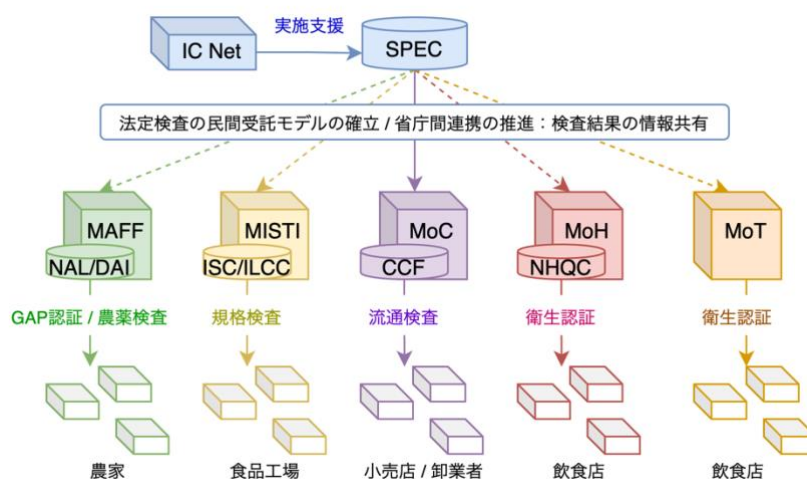 実施支援
IC Net
SPEC
法定検査の民間受託モデルの確立 / 省庁間連携の推進：検査結果の情報共有
MAFF
MISTI
MoC
MoH
MoT
NAL/DAI
ISC/ILCC
CCF
NHQC
GAP認証 / 農薬検査
規格検査
流通検査
衛生認証
衛生認証
農家
食品工場
小売店 / 卸業者
飲食店
飲食店